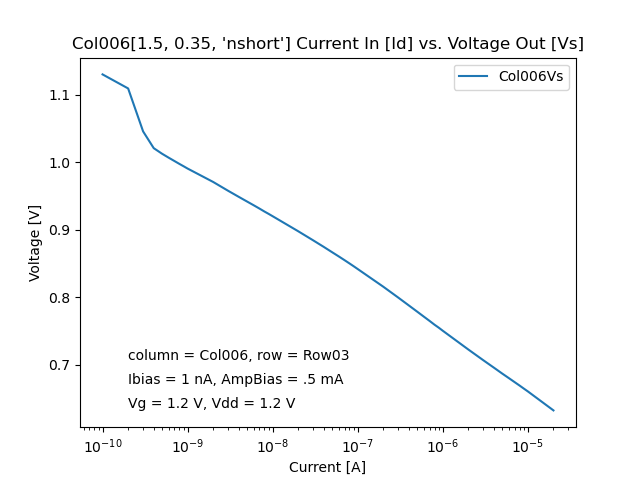 Col006[1.5, 0.35, 'nshort'] Current In [Id] vs. Voltage Out [Vs]
Col006Vs
1.1
1.0
0.9
0.8
0.7
Voltage [V]
column = Col006, row = Row03
Ibias = 1 nA, AmpBias = .5 mA
Vg = 1.2 V, Vdd = 1.2 V
10⁻¹⁰ 10⁻⁹ 10⁻⁸ 10⁻⁷ 10⁻⁶ 10⁻⁵
Current [A]